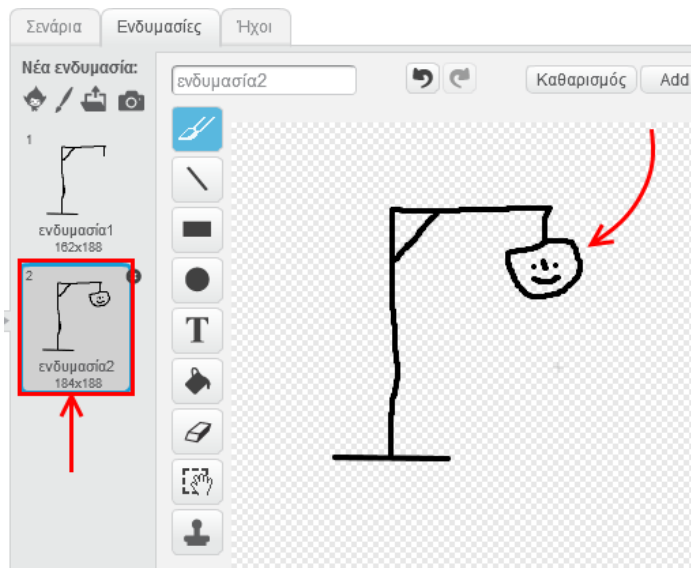 Σενάρια Ενδυμασίες Ήχοι
Νέα ενδυμασία:
ενδυμασία2 Καθαρισμός Add
1
ενδυμασία1
162x188
2
ενδυμασία2
184x188
T